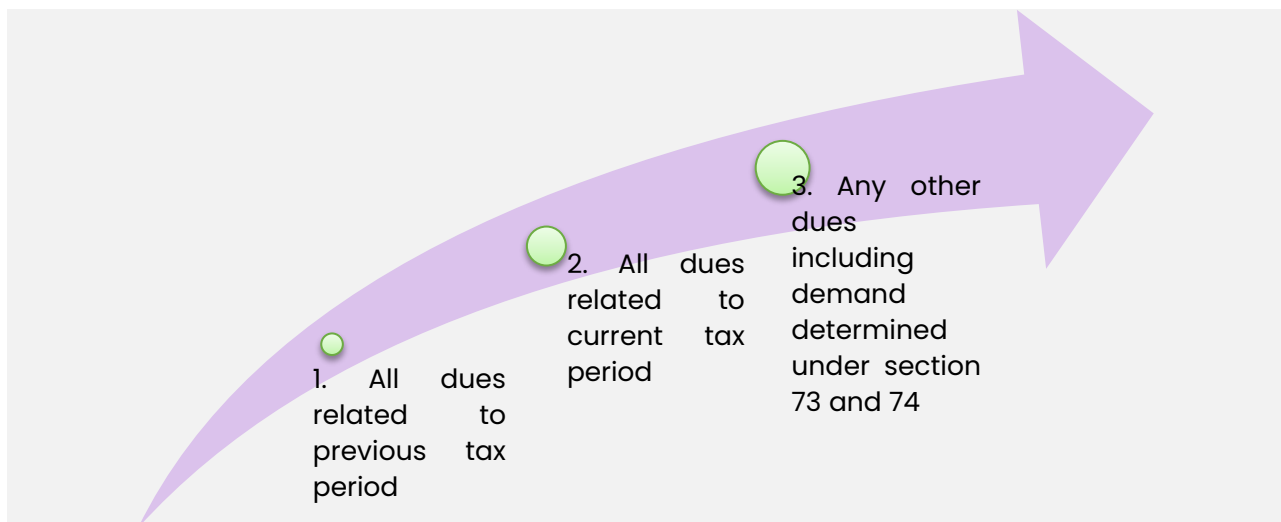 1. All dues
related to
previous tax
period
2. All dues
related to
current tax
period
3. Any other
dues
including
demand
determined
under section
73 and 74